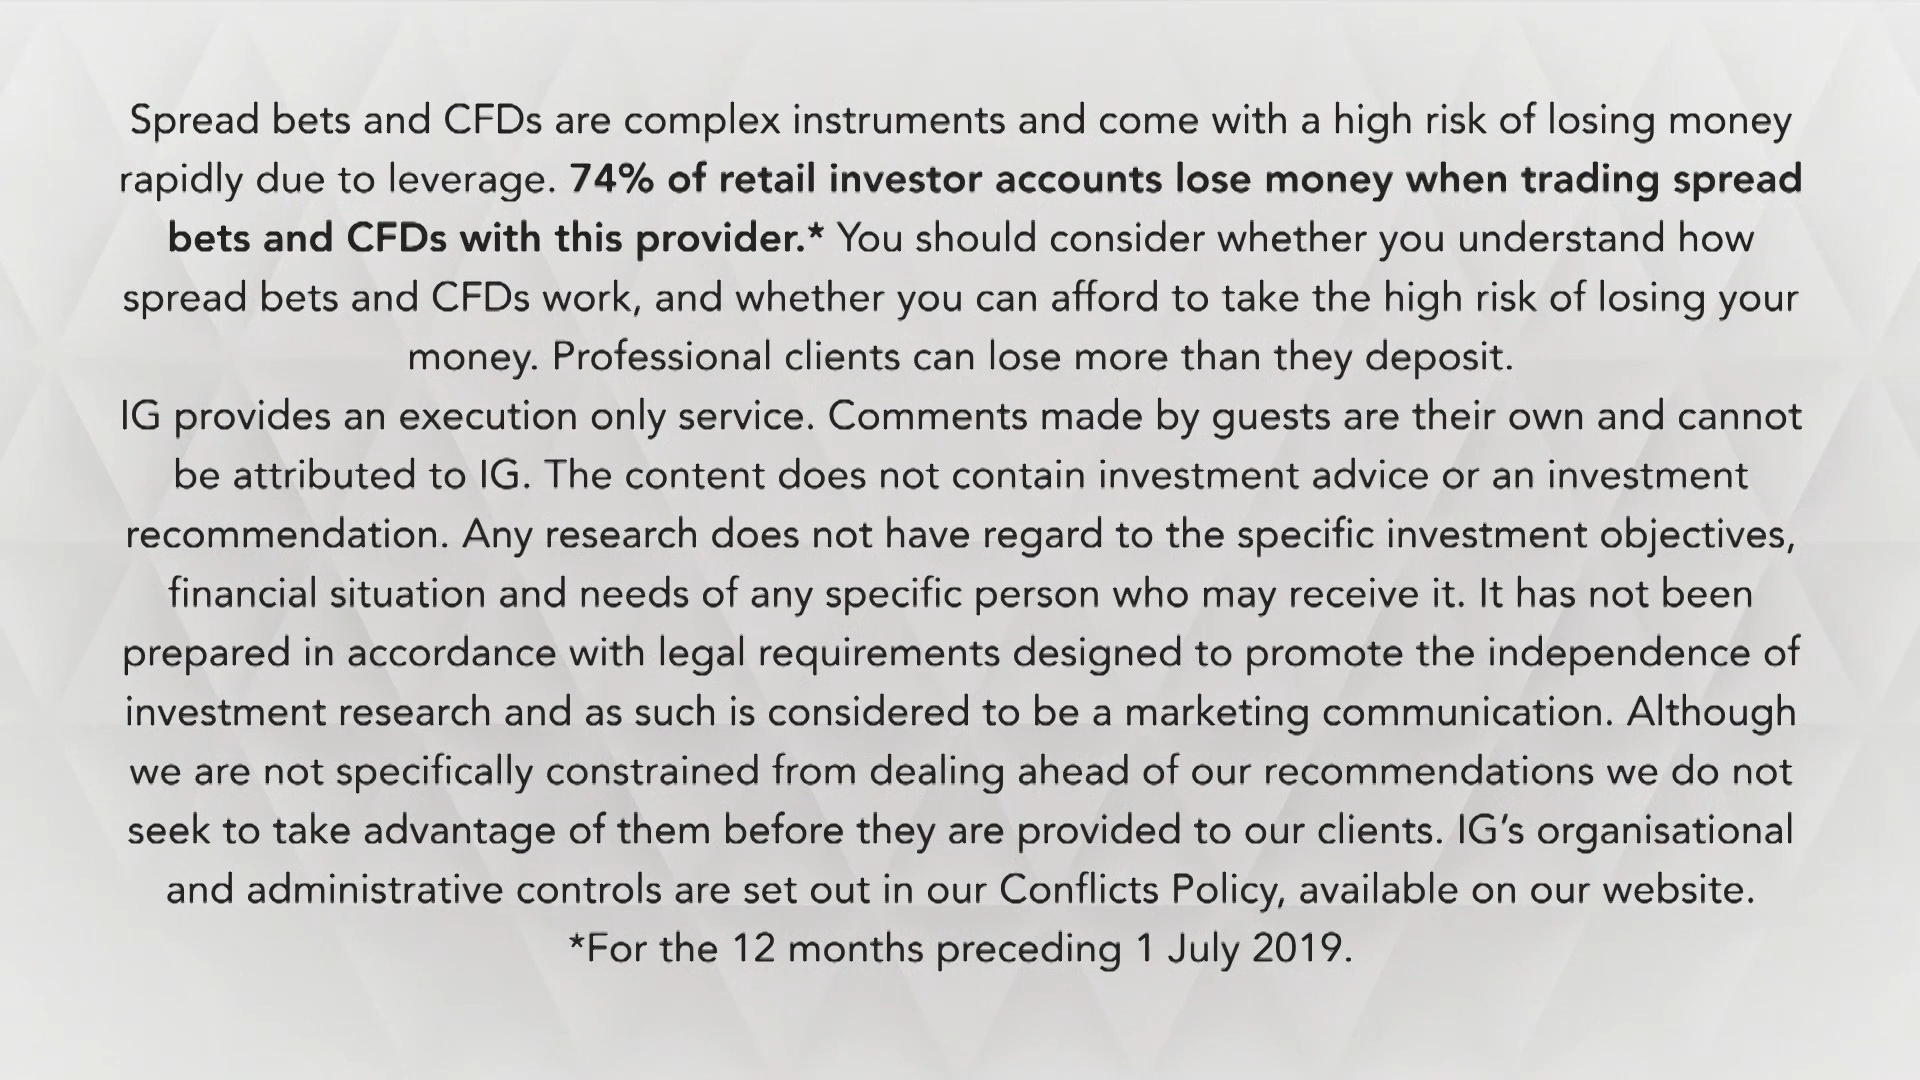 Spread bets and CFDs are complex instruments and come with a high risk of losing money
rapidly due to leverage. 74% of retail investor accounts lose money when trading spread
bets and CFDs with this provider.* You should consider whether you understand how
spread bets and CFDs work, and whether you can afford to take the high risk of losing your
money. Professional clients can lose more than they deposit.
IG provides an execution only service. Comments made by guests are their own and cannot
be attributed to IG. The content does not contain investment advice or an investment
recommendation. Any research does not have regard to the specific investment objectives,
financial situation and needs of any specific person who may receive it. It has not been
prepared in accordance with legal requirements designed to promote the independence of
investment research and as such is considered to be a marketing communication. Although
we are not specifically constrained from dealing ahead of our recommendations we do not
seek to take advantage of them before they are provided to our clients. IG’s organisational
and administrative controls are set out in our Conflicts Policy, available on our website.
*For the 12 months preceding 1 July 2019.